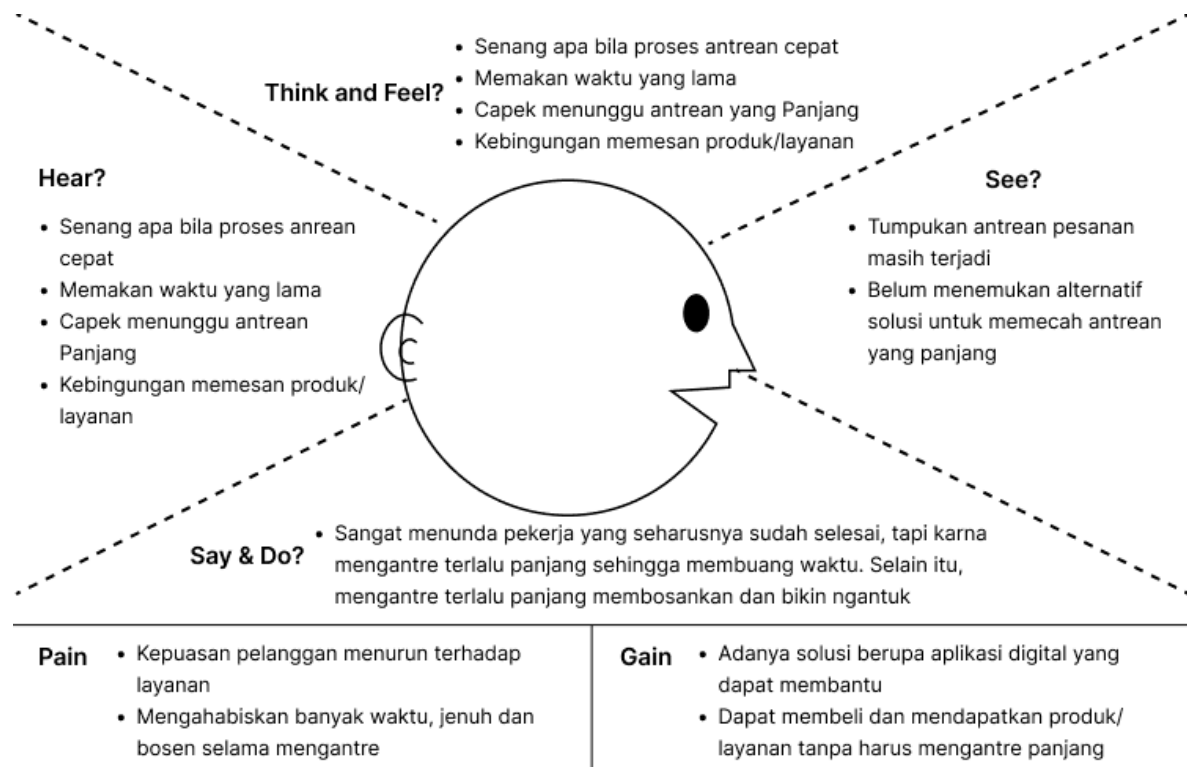 Think and Feel?
• Senang apa bila proses antrean cepat
• Memakan waktu yang lama
• Capek menunggu antrean yang Panjang
• Kebingungan memesan produk/layanan
Hear?
• Senang apa bila proses anrean
cepat
• Memakan waktu yang lama
• Capek menunggu antrean
Panjang
• Kebingungan memesan produk/
layanan
See?
• Tumpukan antrean pesanan
masih terjadi
• Belum menemukan alternatif
solusi untuk memecah antrean
yang panjang
Say & Do?
• Sangat menunda pekerja yang seharusnya sudah selesai, tapi karna
mengantre terlalu panjang sehingga membuang waktu. Selain itu,
mengantre terlalu panjang membosankan dan bikin ngantuk
Pain
• Kepuasan pelanggan menurun terhadap
layanan
• Mengahabiskan banyak waktu, jenuh dan
bosen selama mengantre
Gain
• Adanya solusi berupa aplikasi digital yang
dapat membantu
• Dapat membeli dan mendapatkan produk/
layanan tanpa harus mengantre panjang